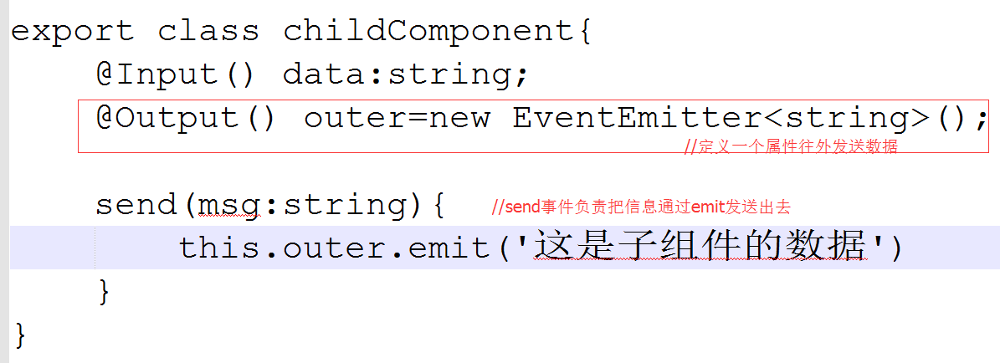 export class childComponent{
@Input() data:string;
@Output() outer=new EventEmitter<string>();
//定义一个属性往外发送数据
send(msg:string){ //send事件负责把信息通过emit发送出去
this.outer.emit('这是子组件的数据')
}
}